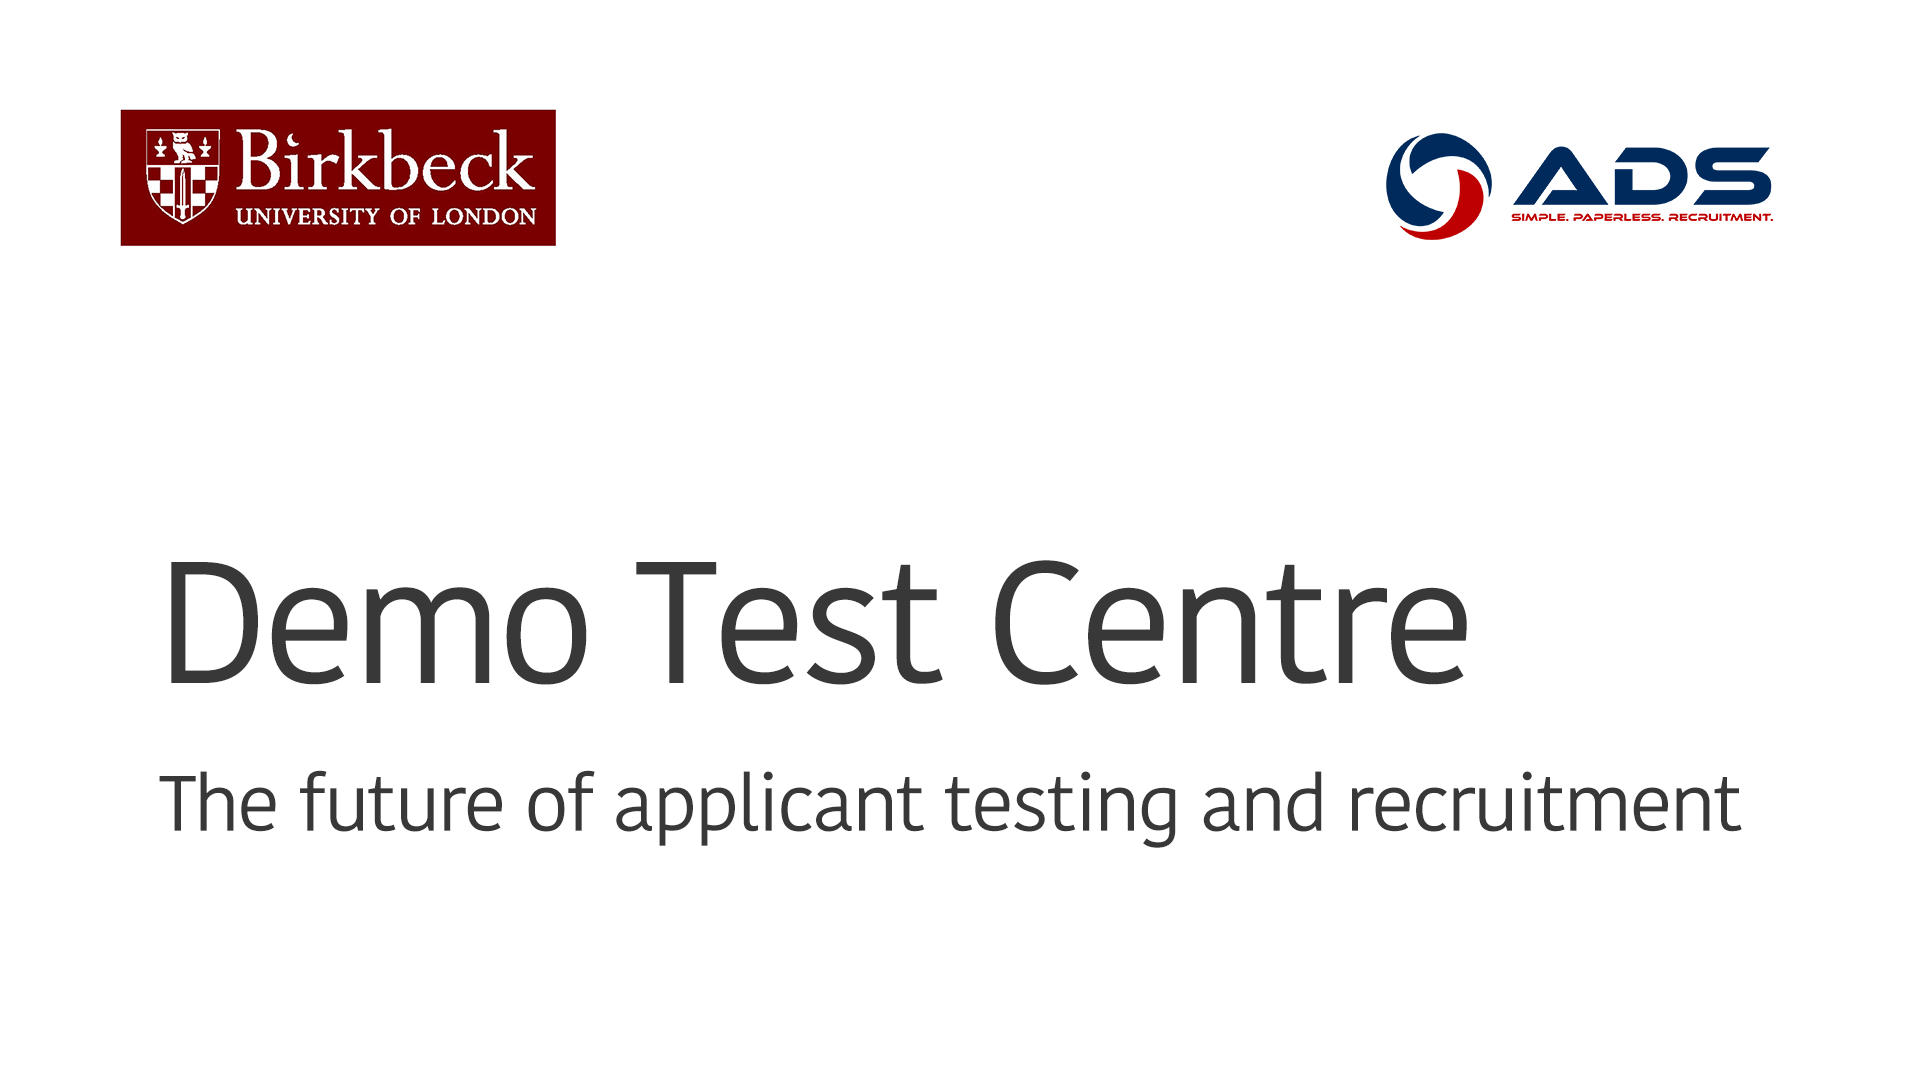 Birkbeck
UNIVERSITY OF LONDON
ADS
SIMPLE. PAPERLESS. RECRUITMENT.
Demo Test Centre
The future of applicant testing and recruitment